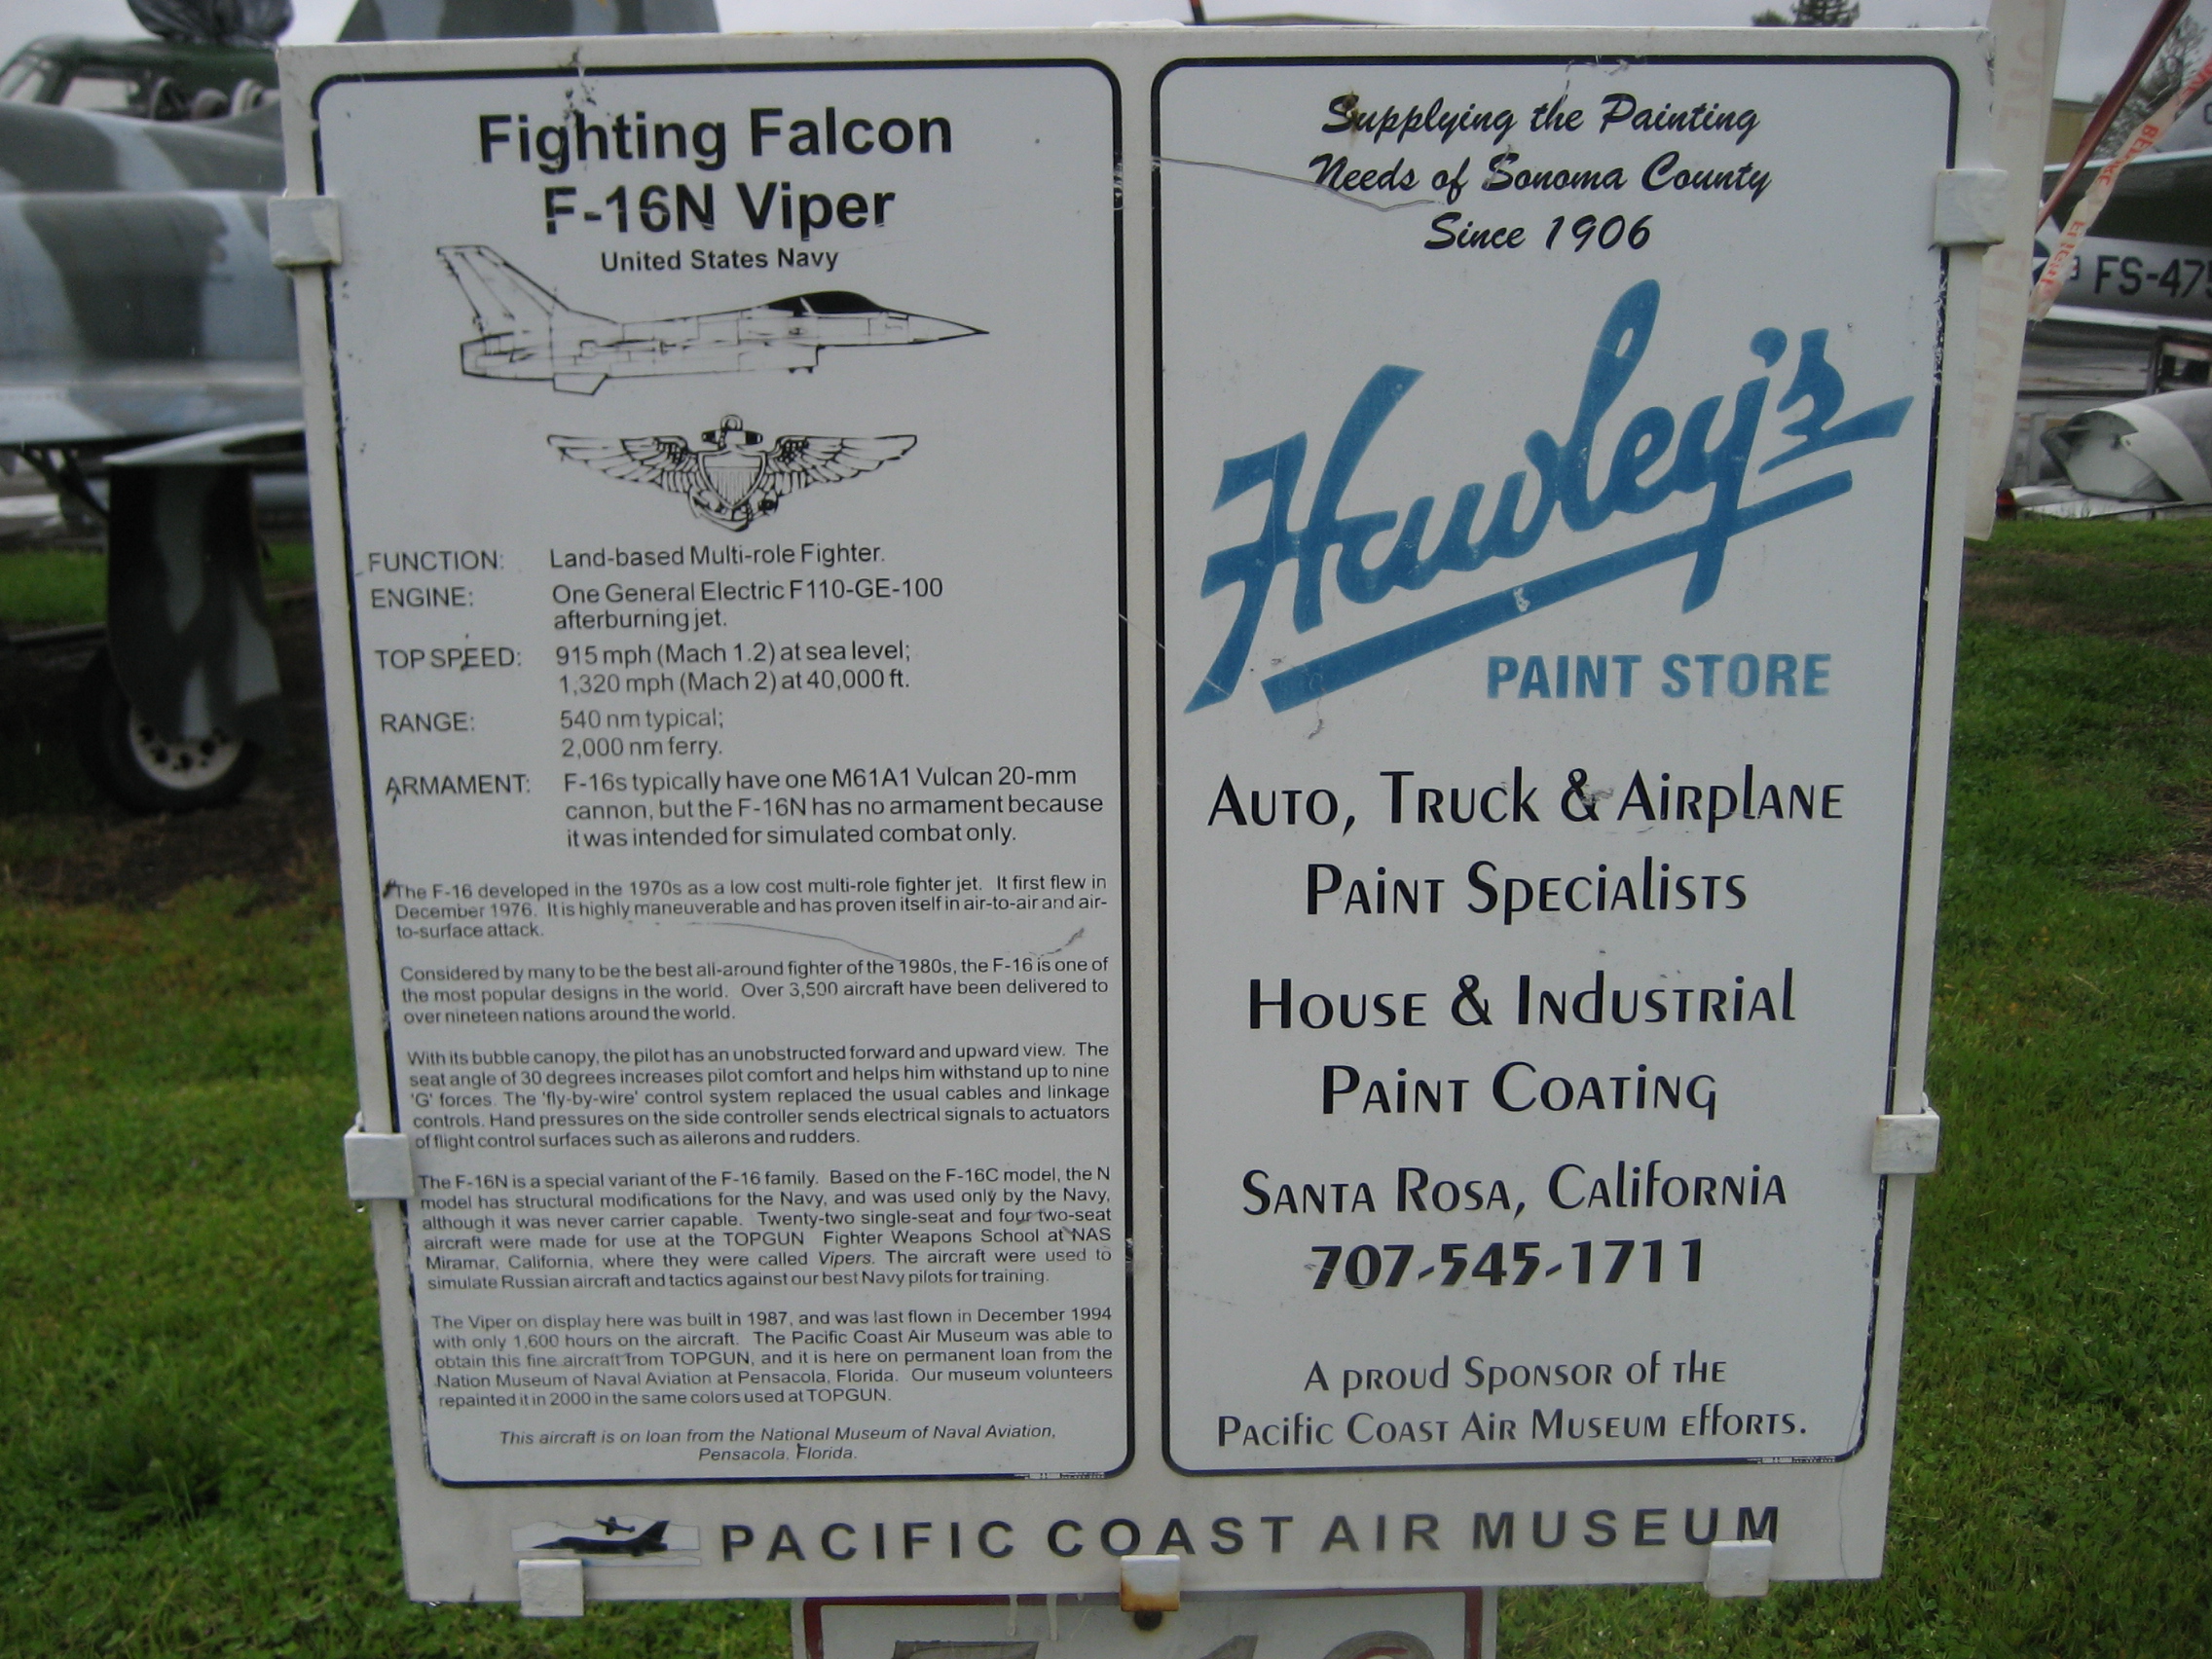 Fighting Falcon
F-16N Viper
United States Navy
FUNCTION: Land-based Multi-role Fighter.
ENGINE: One General Electric F110-GE-100
afterburning jet.
TOP SPEED: 915 mph (Mach 1.2) at sea level;
1,320 mph (Mach 2) at 40,000 ft.
RANGE: 540 nm typical;
2,000 nm ferry.
ARMAMENT: F-16s typically have one M61A1 Vulcan 20-mm
cannon, but the F-16N has no armament because
it was intended for simulated combat only.
The F-16 developed in the 1970s as a low cost multi-role fighter jet. It first flew in
December 1976. It is highly maneuverable and has proven itself in air-to-air and air-
to-surface attack.
Considered by many to be the best all-around fighter of the 1980s, the F-16 is one of
the most popular designs in the world. Over 3,500 aircraft have been delivered to
over nineteen nations around the world.
With its bubble canopy, the pilot has an unobstructed forward and upward view. The
seat angle of 30 degrees increases pilot comfort and helps him withstand up to nine
'G' forces. The 'fly-by-wire' control system replaced the usual cables and linkage
controls. Hand pressures on the side controller sends electrical signals to actuators
of flight control surfaces such as ailerons and rudders.
The F-16N is a special variant of the F-16 family. Based on the F-16C model, the N
model has structural modifications for the Navy, and was used only by the Navy,
although it was never carrier capable. Twenty-two single-seat and four two-seat
aircraft were made for use at the TOPGUN Fighter Weapons School at NAS
Miramar, California, where they were called Vipers. The aircraft were used to
simulate Russian aircraft and tactics against our best Navy pilots for training.
The Viper on display here was built in 1987, and was last flown in December 1994
with only 1,600 hours on the aircraft. The Pacific Coast Air Museum was able to
obtain this fine aircraft from TOPGUN, and it is here on permanent loan from the
Nation Museum of Naval Aviation at Pensacola, Florida. Our museum volunteers
repainted it in 2000 in the same colors used at TOPGUN.
This aircraft is on loan from the National Museum of Naval Aviation,
Pensacola, Florida.
Supplying the Painting
Needs of Sonoma County
Since 1906
Hawley's
PAINT STORE
Auto, Truck & Airplane
Paint Specialists
House & Industrial
Paint Coating
Santa Rosa, California
707-545-1711
A proud Sponsor of the
Pacific Coast Air Museum efforts.
PACIFIC COAST AIR MUSEUM
FS-475